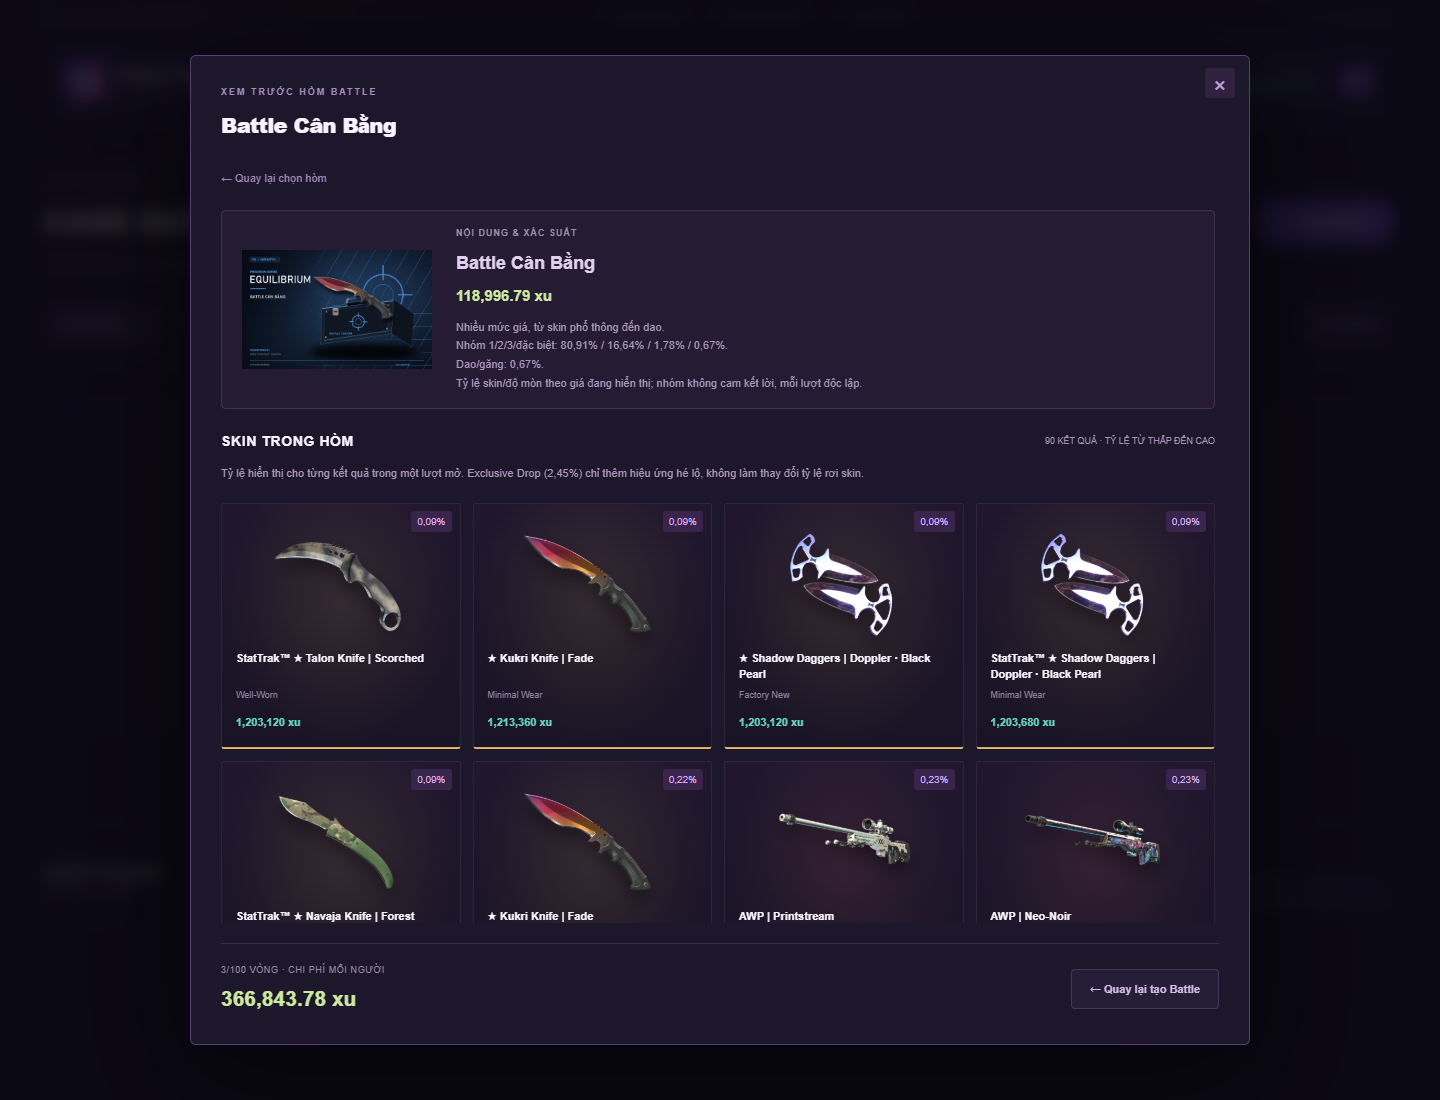 XEM TRƯỚC HÒM BATTLE
×
Battle Cân Bằng
← Quay lại chọn hòm
NỘI DUNG & XÁC SUẤT
Battle Cân Bằng
118,996.79 xu
Nhiều mức giá, từ skin phổ thông đến dao.
Nhóm 1/2/3/đặc biệt: 80,91% / 16,64% / 1,78% / 0,67%.
Dao/găng: 0,67%.
Tỷ lệ skin/độ mòn theo giá đang hiển thị; nhóm không cam kết lời, mỗi lượt độc lập.
EQUILIBRIUM
BATTLE CÂN BẰNG
SKIN TRONG HÒM
90 KẾT QUẢ · TỶ LỆ TỪ THẤP ĐẾN CAO
Tỷ lệ hiển thị cho từng kết quả trong một lượt mở. Exclusive Drop (2,45%) chỉ thêm hiệu ứng hé lộ, không làm thay đổi tỷ lệ rơi skin.
0,09%
StatTrak™ ★ Talon Knife | Scorched
Well-Worn
1,203,120 xu
0,09%
★ Kukri Knife | Fade
Minimal Wear
1,213,360 xu
0,09%
★ Shadow Daggers | Doppler · Black
Pearl
Factory New
1,203,120 xu
0,09%
StatTrak™ ★ Shadow Daggers |
Doppler · Black Pearl
Minimal Wear
1,203,680 xu
0,09%
StatTrak™ ★ Navaja Knife | Forest
0,22%
★ Kukri Knife | Fade
0,23%
AWP | Printstream
0,23%
AWP | Neo-Noir
3/100 VÒNG · CHI PHÍ MỖI NGƯỜI
366,843.78 xu
← Quay lại tạo Battle